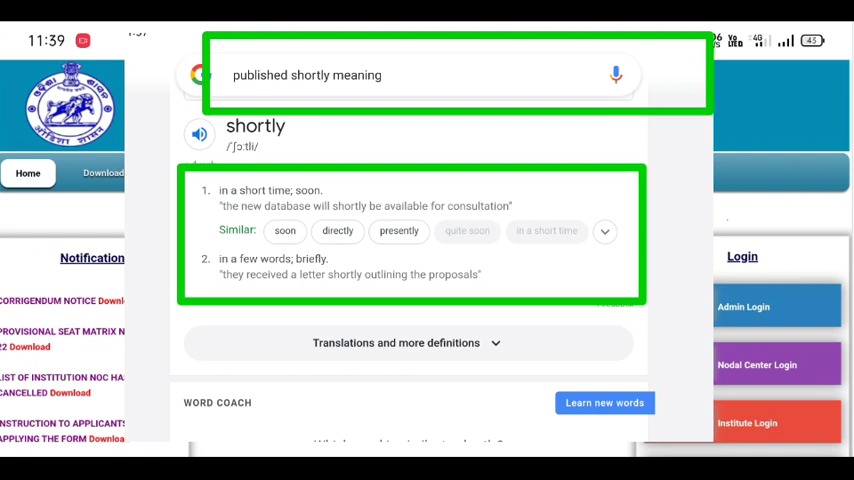 11:39
4G
45
published shortly meaning
shortly
/ˈʃɔːtli/
1. in a short time; soon.
"the new database will shortly be available for consultation"
Similar: soon directly presently quite soon in a short time
2. in a few words; briefly.
"they received a letter shortly outlining the proposals"
Translations and more definitions
WORD COACH
Learn new words
Home
Download
Notification
CORRIGENDUM NOTICE Downl
PROVISIONAL SEAT MATRIX N
22 Download
LIST OF INSTITUTION NOC HA
CANCELLED Download
INSTRUCTION TO APPLICANTS
APPLYING THE FORM Downloa
Login
Admin Login
Nodal Center Login
Institute Login